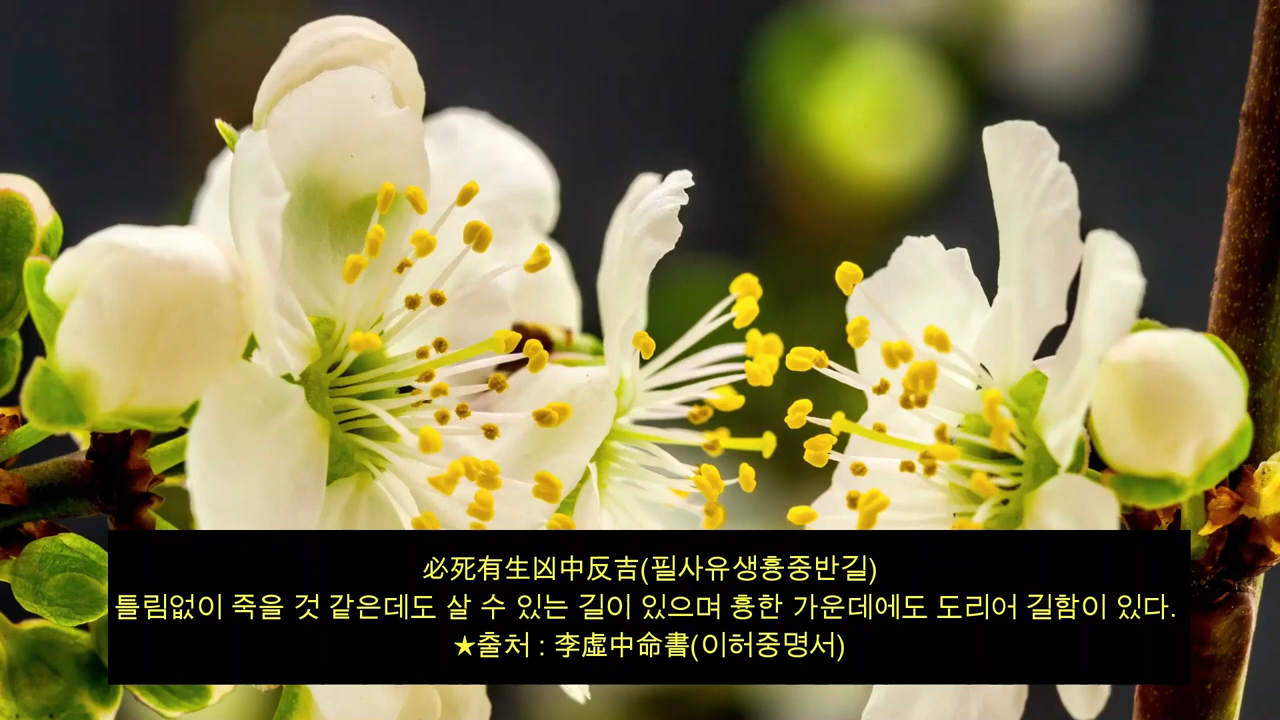 必死有生凶中反吉(필사유생흉중반길)
틀림없이 죽을 것 같은데도 살 수 있는 길이 있으며 흉한 가운데에도 도리어 길함이 있다.
★출처 : 李虛中命書(이허중명서)